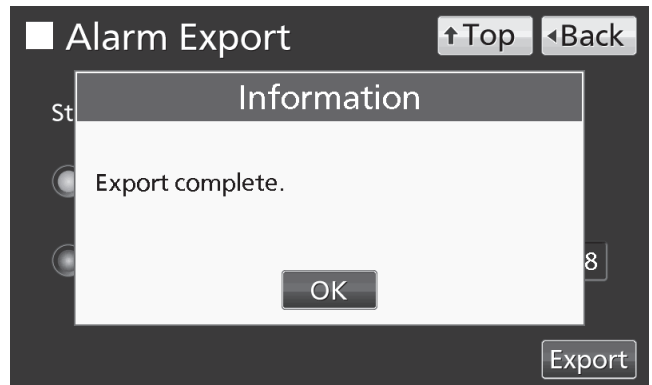 Alarm Export
↑Top
◂Back
St
Information
Export complete.
8
OK
Export